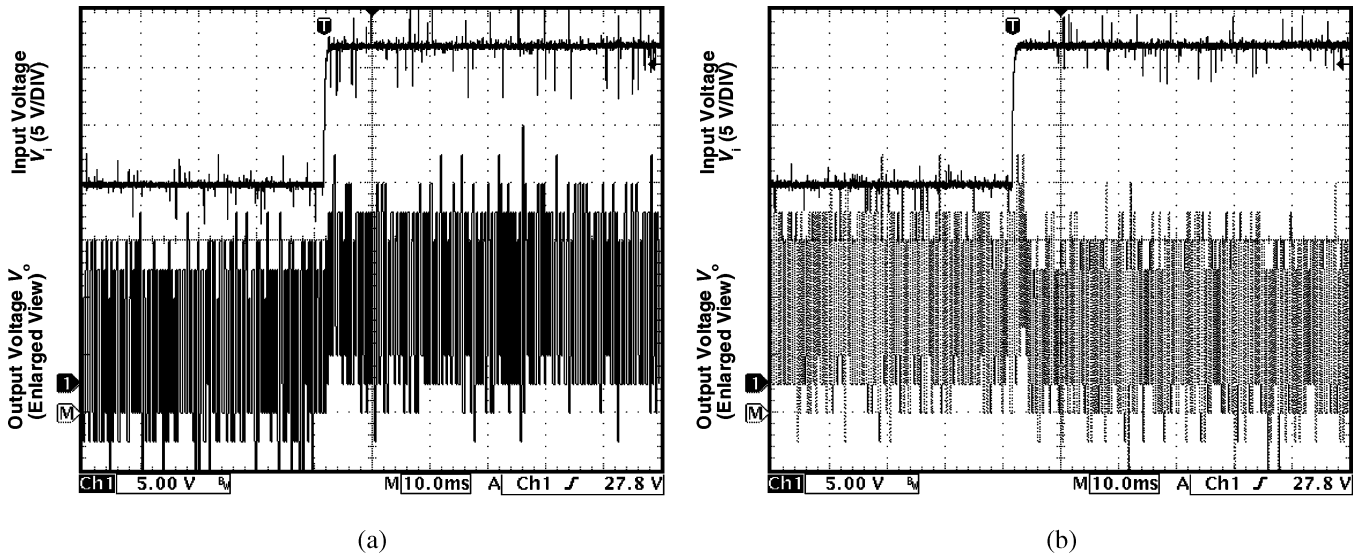 Input Voltage
Vi (5 V/DIV)
Output Voltage Vo
(Enlarged View)
T
1
M
Ch1 5.00 V BW M 10.0ms A Ch1 27.8 V
(a)
Input Voltage
Vi (5 V/DIV)
Output Voltage Vo
(Enlarged View)
T
1
M
Ch1 5.00 V BW M 10.0ms A Ch1 27.8 V
(b)